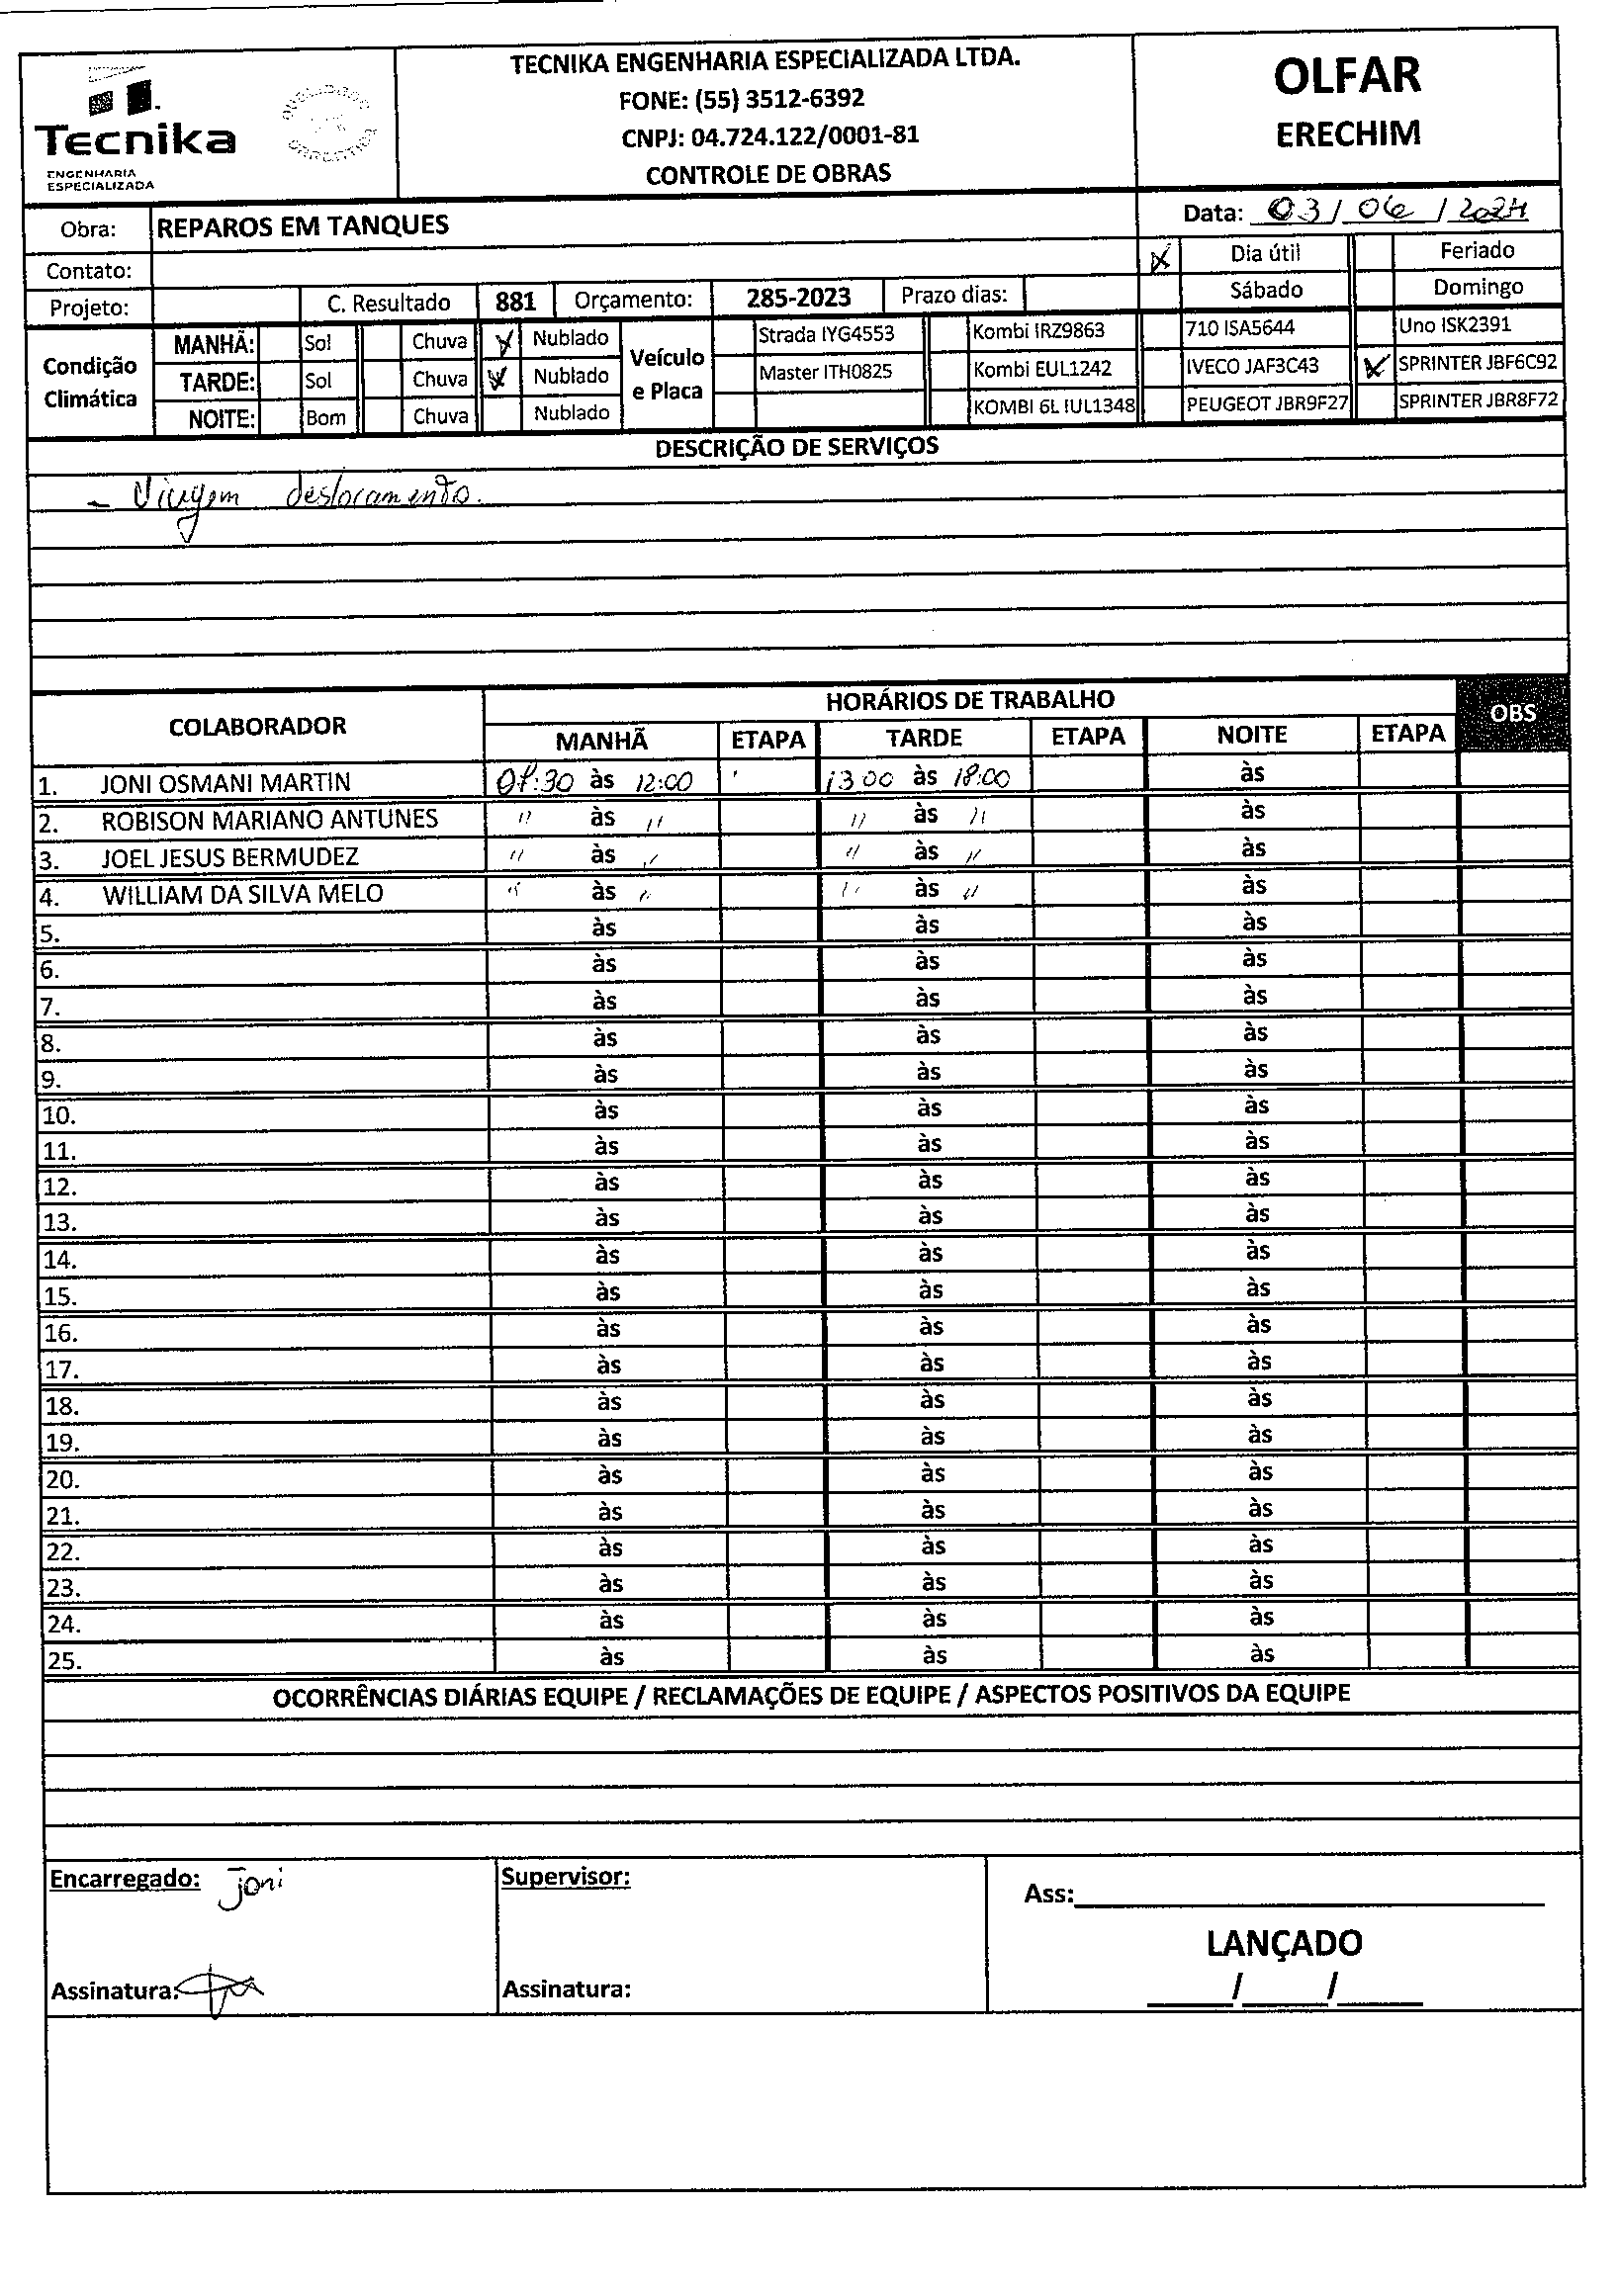 TECNIKA ENGENHARIA ESPECIALIZADA LTDA.
FONE: (55) 3512-6392
CNPJ: 04.724.122/0001-81
CONTROLE DE OBRAS
Tecnika
ENGENHARIA
ESPECIALIZADA
OLFAR
ERECHIM
Obra: REPAROS EM TANQUES
Data: 03/06/2024
Contato:
Dia útil Feriado
Projeto: C. Resultado 881 Orçamento: 285-2023 Prazo dias:
Sábado Domingo
Condição Climática
MANHÃ: Sol Chuva Nublado
TARDE: Sol Chuva Nublado
NOITE: Bom Chuva Nublado
Veículo e Placa
Strada IYG4553 Kombi IRZ9863 710 ISA5644 Uno ISK2391
Master ITH0825 Kombi EUL1242 IVECO JAF3C43 SPRINTER JBF6C92
KOMBI 6L IUL1348 PEUGEOT JBR9F27 SPRINTER JBR8F72
DESCRIÇÃO DE SERVIÇOS
- Viagem deslocamento.
COLABORADOR HORÁRIOS DE TRABALHO OBS
MANHÃ ETAPA TARDE ETAPA NOITE ETAPA
1. JONI OSMANI MARTIN às 12:00 13:00 às 18:00 às
2. ROBISON MARIANO ANTUNES " às " " às " às
3. JOEL JESUS BERMUDEZ " às " " às " às
4. WILLIAM DA SILVA MELO " às " " às " às
5. às às às
6. às às às
7. às às às
8. às às às
9. às às às
10. às às às
11. às às às
12. às às às
13. às às às
14. às às às
15. às às às
16. às às às
17. às às às
18. às às às
19. às às às
20. às às às
21. às às às
22. às às às
23. às às às
24. às às às
25. às às às
OCORRÊNCIAS DIÁRIAS EQUIPE / RECLAMAÇÕES DE EQUIPE / ASPECTOS POSITIVOS DA EQUIPE
Encarregado: Joni
Supervisor:
Ass:
LANÇADO
Assinatura:
Assinatura:
/ /